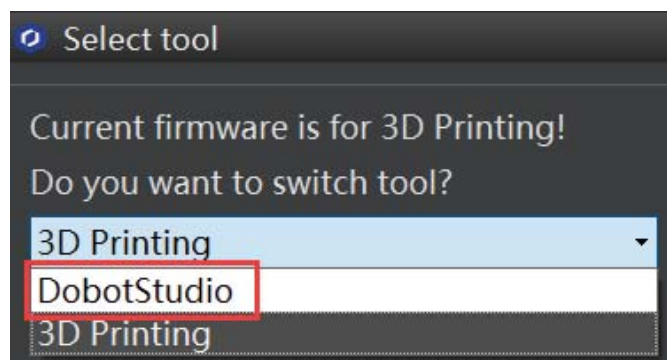 Select tool
Current firmware is for 3D Printing!
Do you want to switch tool?
3D Printing
DobotStudio
3D Printing